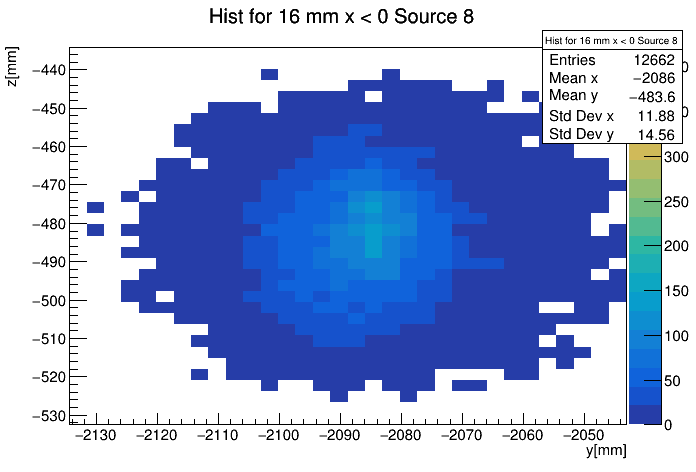 Hist for 16 mm x < 0 Source 8
Hist for 16 mm x < 0 Source 8
Entries 12662
Mean x −2086
Mean y −483.6
Std Dev x 11.88
Std Dev y 14.56
z[mm]
−440
−450
−460
−470
−480
−490
−500
−510
−520
−530
−2130 −2120 −2110 −2100 −2090 −2080 −2070 −2060 −2050
y[mm]
300
250
200
150
100
50
0